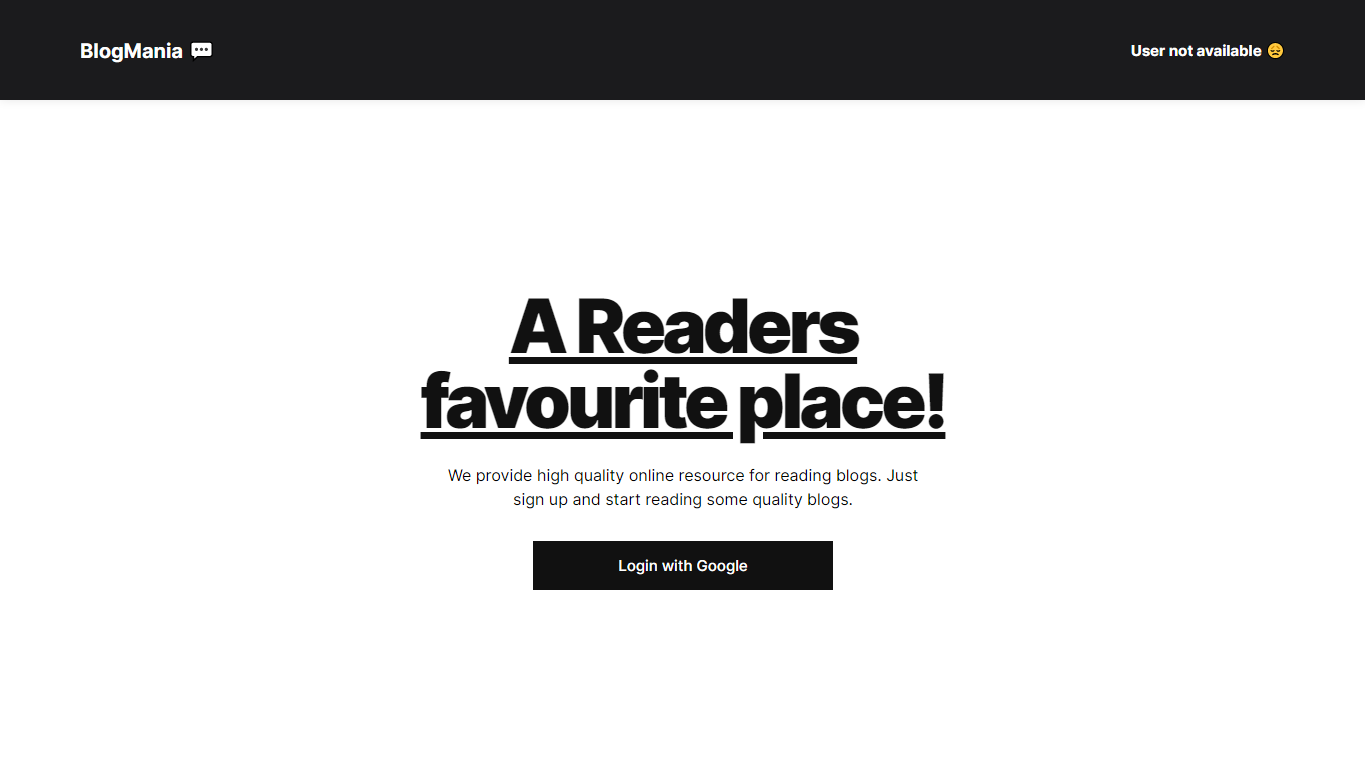 BlogMania 💬
User not available 😔
A Readers
favourite place!
We provide high quality online resource for reading blogs. Just
sign up and start reading some quality blogs.
Login with Google